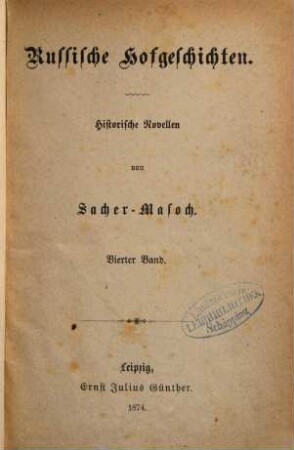 Russische Hofgeschichten.
Historische Novellen
von
Sacher-Masoch.
Vierter Band.
Leipzig,
Ernst Julius Günther.
1874.